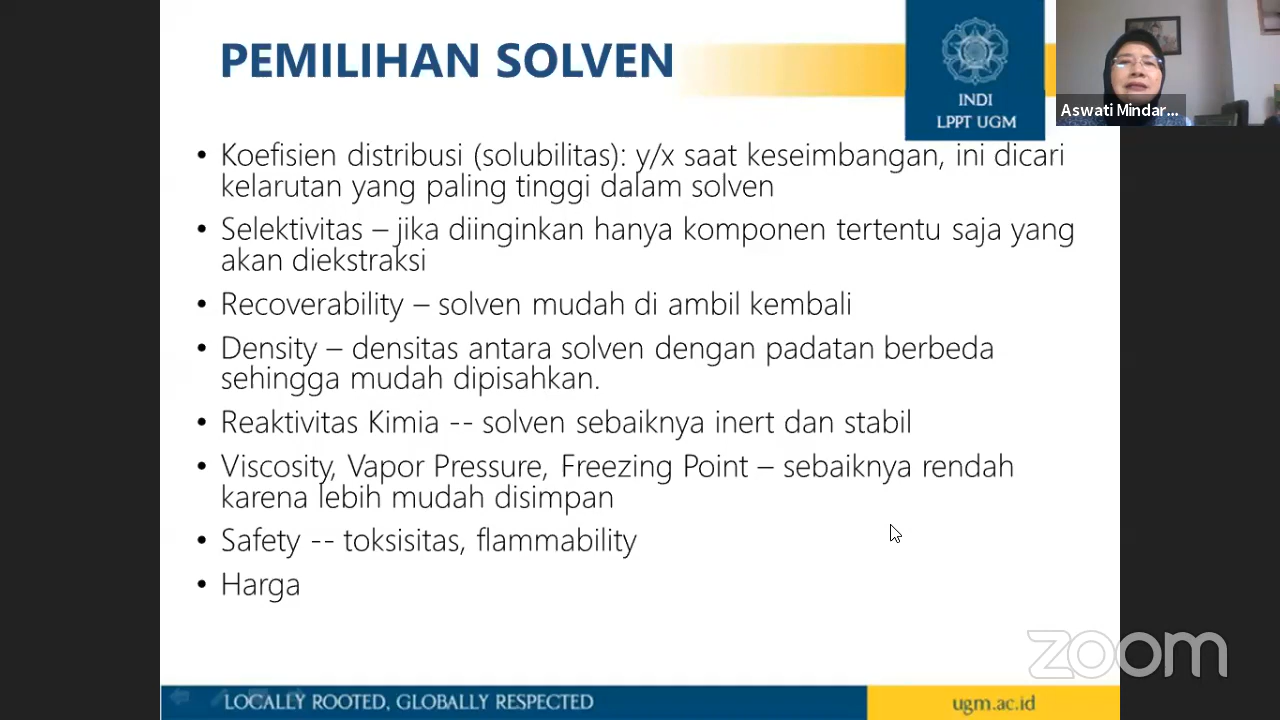 PEMILIHAN SOLVEN
INDI
LPPT UGM
Aswati Mindar...
• Koefisien distribusi (solubilitas): y/x saat keseimbangan, ini dicari
kelarutan yang paling tinggi dalam solven
• Selektivitas – jika diinginkan hanya komponen tertentu saja yang
akan diekstraksi
• Recoverability – solven mudah di ambil kembali
• Density – densitas antara solven dengan padatan berbeda
sehingga mudah dipisahkan.
• Reaktivitas Kimia -- solven sebaiknya inert dan stabil
• Viscosity, Vapor Pressure, Freezing Point – sebaiknya rendah
karena lebih mudah disimpan
• Safety -- toksisitas, flammability
• Harga
zoom
LOCALLY ROOTED, GLOBALLY RESPECTED
ugm.ac.id